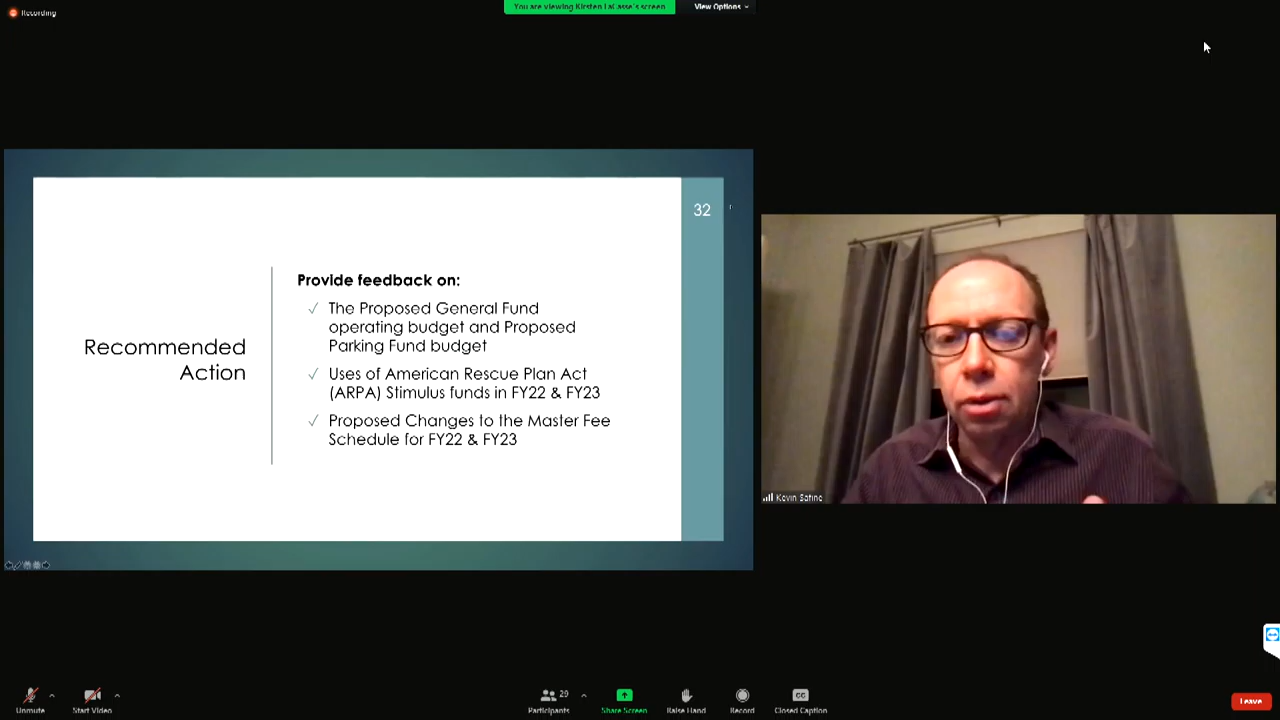 Recording
You are viewing Kirsten LaCasse's screen
View Options
32
Recommended
Action
Provide feedback on:
The Proposed General Fund
operating budget and Proposed
Parking Fund budget
Uses of American Rescue Plan Act
(ARPA) Stimulus funds in FY22 & FY23
Proposed Changes to the Master Fee
Schedule for FY22 & FY23
Kevin Safine
Unmute
Start Video
29
Participants
Share Screen
Raise Hand
Record
CC
Closed Caption
Leave